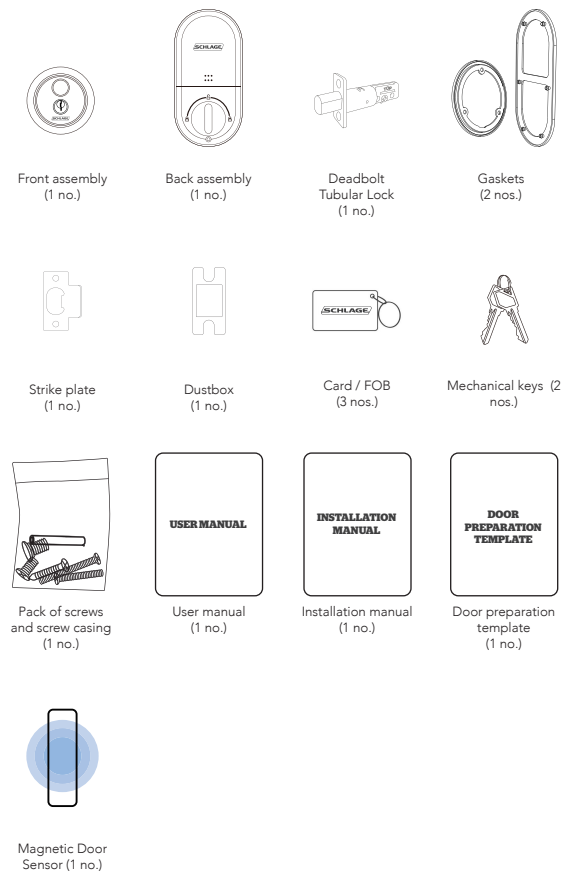 SCHLAGE
SCHLAGE
Front assembly
(1 no.)
Back assembly
(1 no.)
Deadbolt
Tubular Lock
(1 no.)
Gaskets
(2 nos.)
SCHLAGE
Strike plate
(1 no.)
Dustbox
(1 no.)
Card / FOB
(3 nos.)
Mechanical keys (2
nos.)
USER MANUAL
INSTALLATION
MANUAL
DOOR
PREPARATION
TEMPLATE
Pack of screws
and screw casing
(1 no.)
User manual
(1 no.)
Installation manual
(1 no.)
Door preparation
template
(1 no.)
Magnetic Door
Sensor (1 no.)